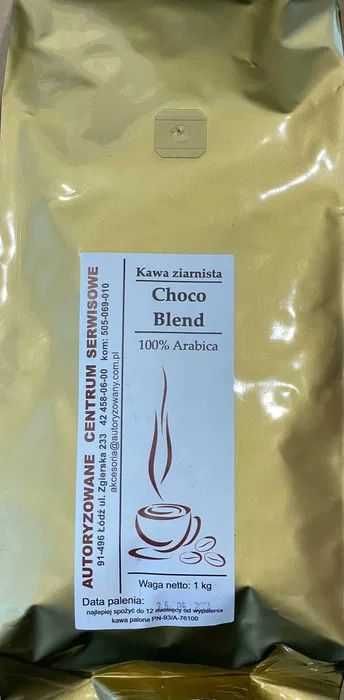 Kawa ziarnista
Choco
Blend
100% Arabica
Waga netto: 1 kg
AUTORYZOWANE CENTRUM SERWISOWE
91-496 Łódź ul. Zgierska 233 42 458-06-00 kom: 505-069-010
akcesoria@autoryzowany.com.pl
Data palenia:
najlepiej spożyć do 12 miesięcy od wypalenia
kawa palona PN-93/A-76100